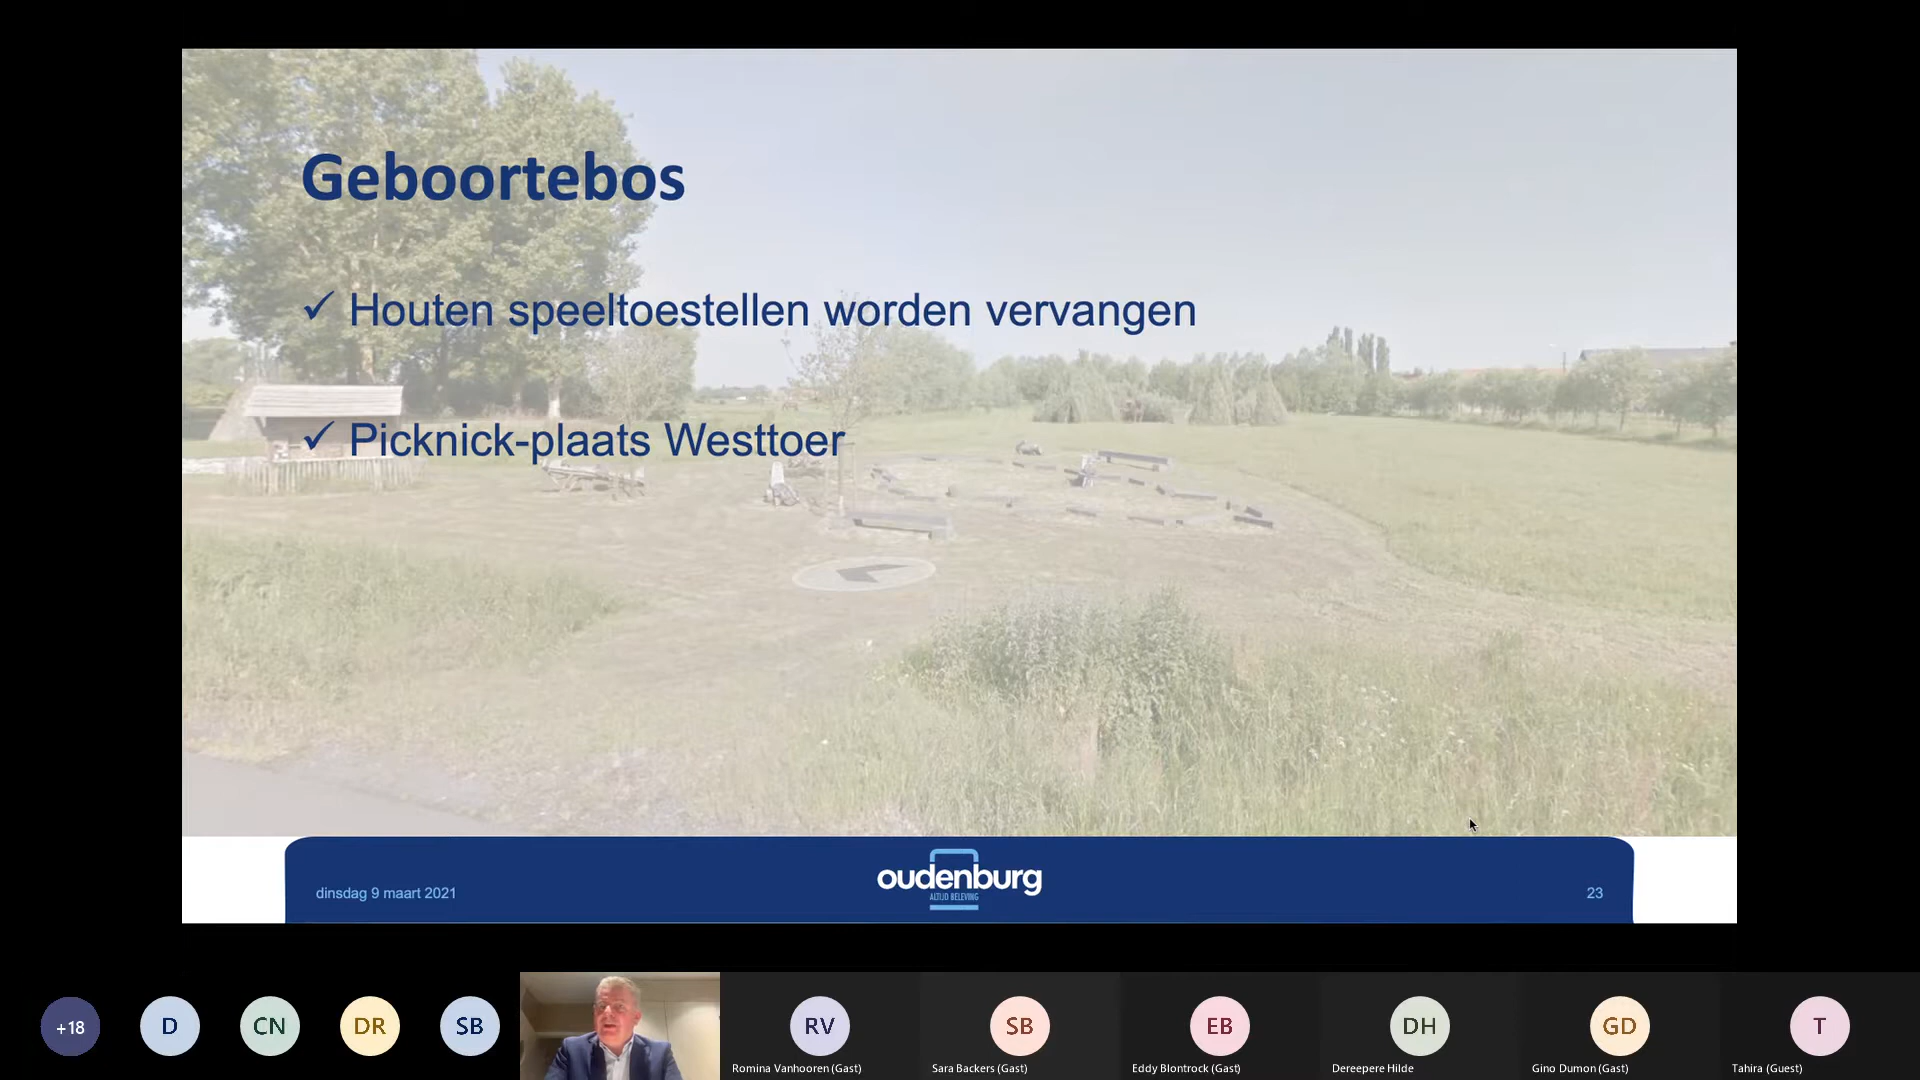 Geboortebos
✓ Houten speeltoestellen worden vervangen
✓ Picknick-plaats Westtoer
dinsdag 9 maart 2021
oudenburg
ALTIJD BELEVING
23
+18
D
CN
DR
SB
RV
SB
EB
DH
GD
T
Romina Vanhooren (Gast)
Sara Backers (Gast)
Eddy Blontrock (Gast)
Dereepere Hilde
Gino Dumon (Gast)
Tahira (Guest)